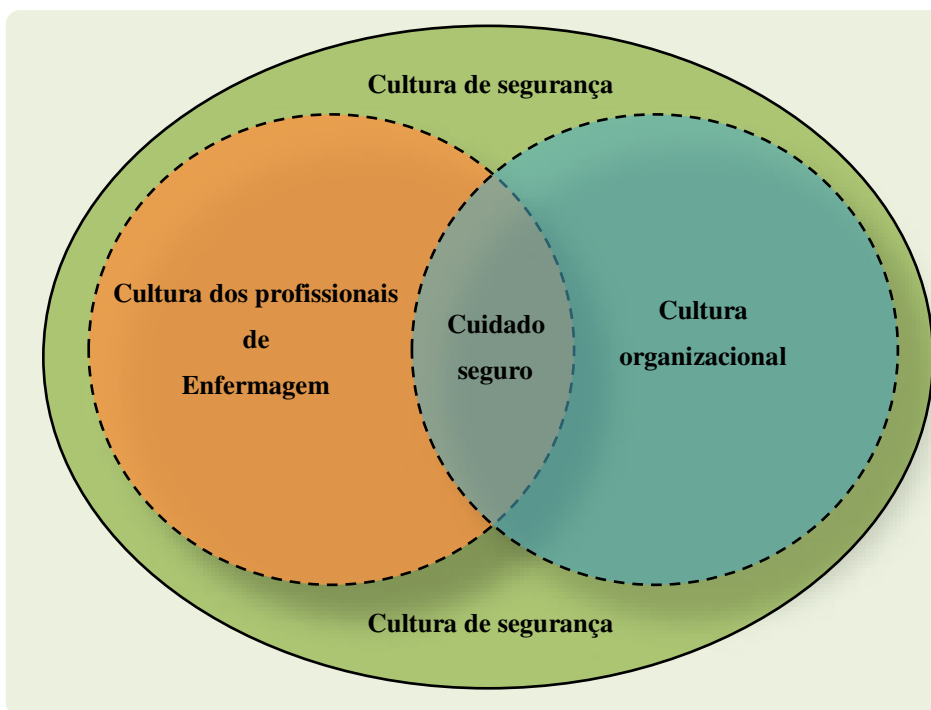 Cultura de segurança
Cultura dos profissionais
de
Enfermagem
Cuidado
seguro
Cultura
organizacional
Cultura de segurança